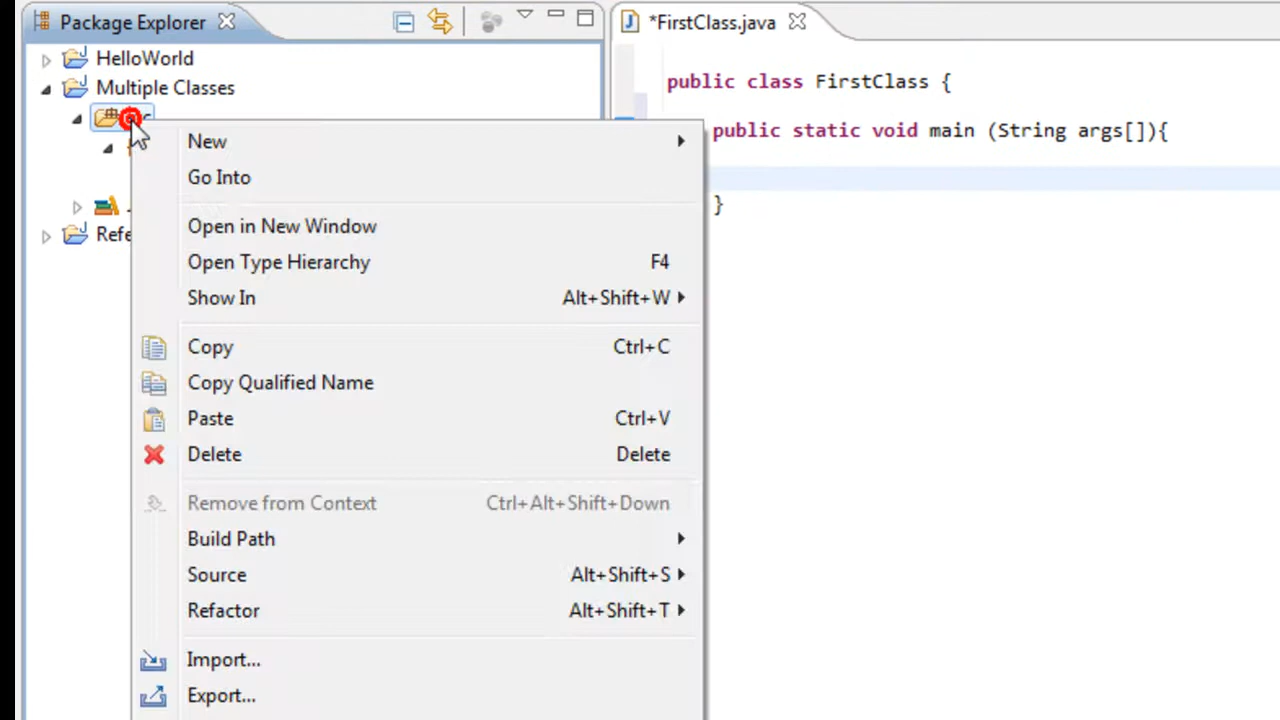 Package Explorer
*FirstClass.java
HelloWorld
Multiple Classes
New
Go Into
Open in New Window
Open Type Hierarchy F4
Show In Alt+Shift+W
Copy Ctrl+C
Copy Qualified Name
Paste Ctrl+V
Delete Delete
Remove from Context Ctrl+Alt+Shift+Down
Build Path
Source Alt+Shift+S
Refactor Alt+Shift+T
Import...
Export...
public class FirstClass {
public static void main (String args[]){
}